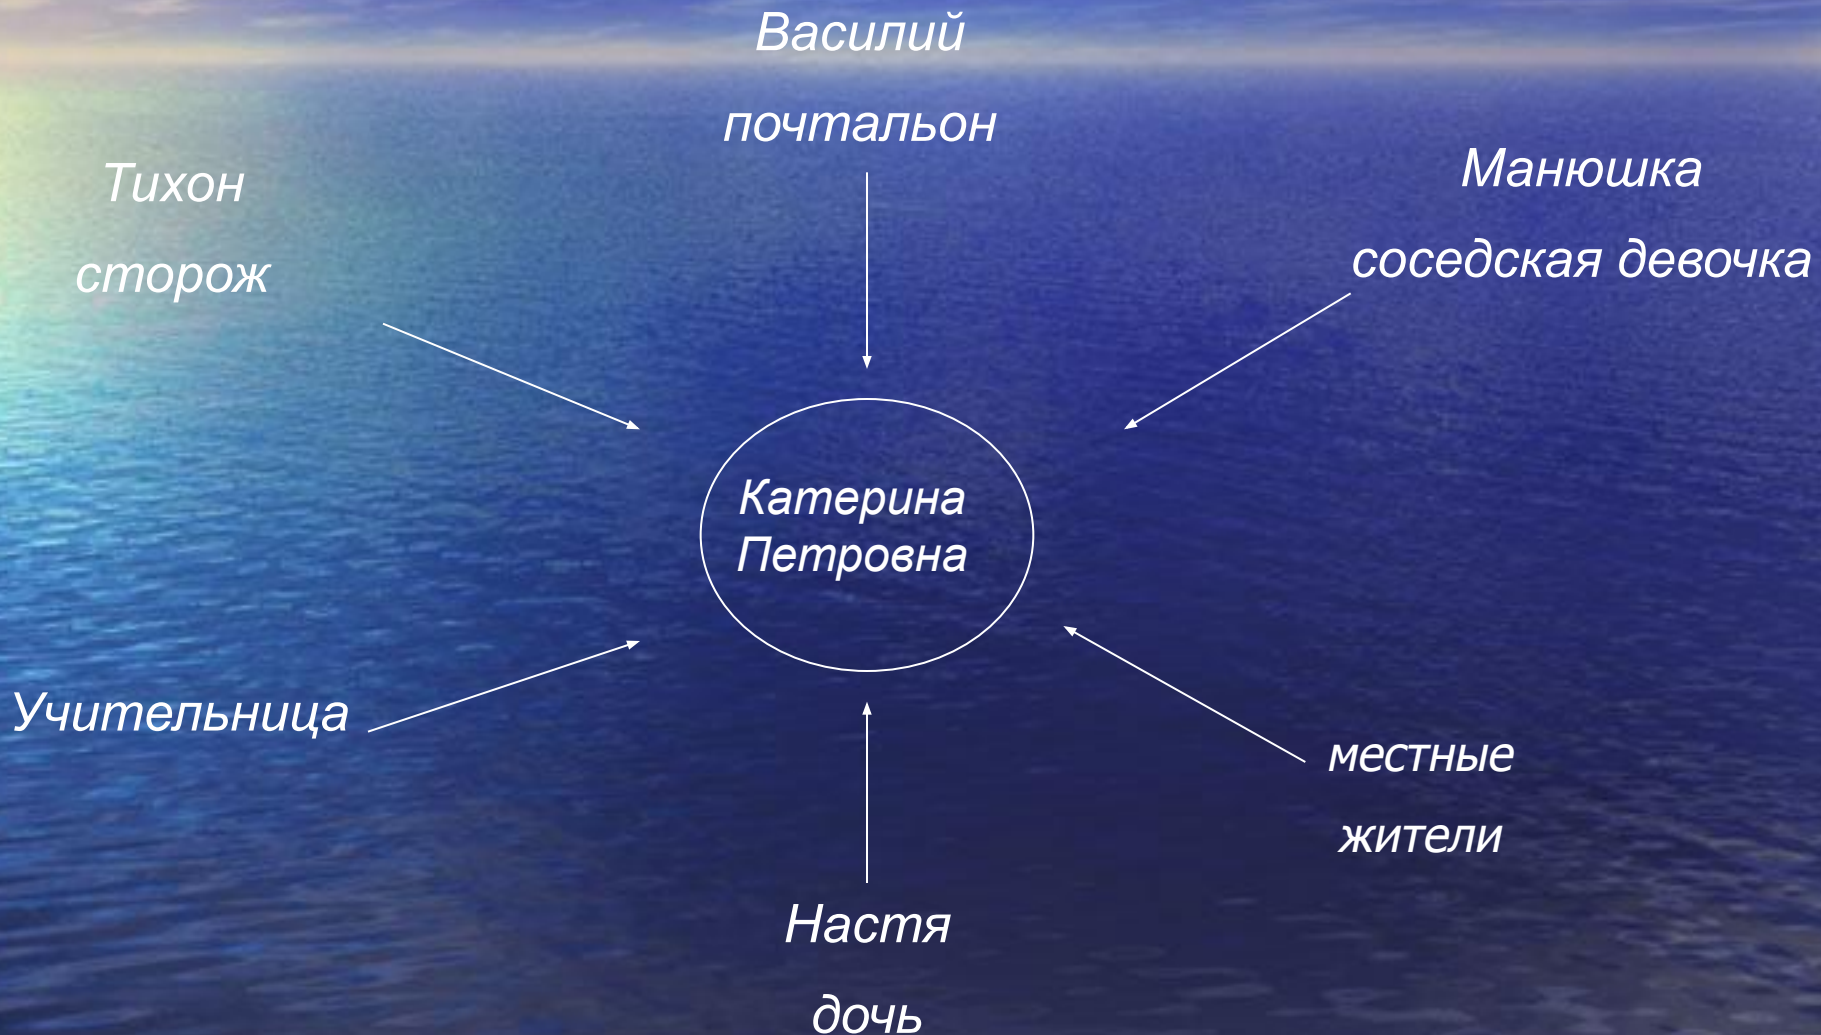 Василий
почтальон
Тихон
сторож
Манюшка
соседская девочка
Катерина
Петровна
Учительница
местные
жители
Настя
дочь